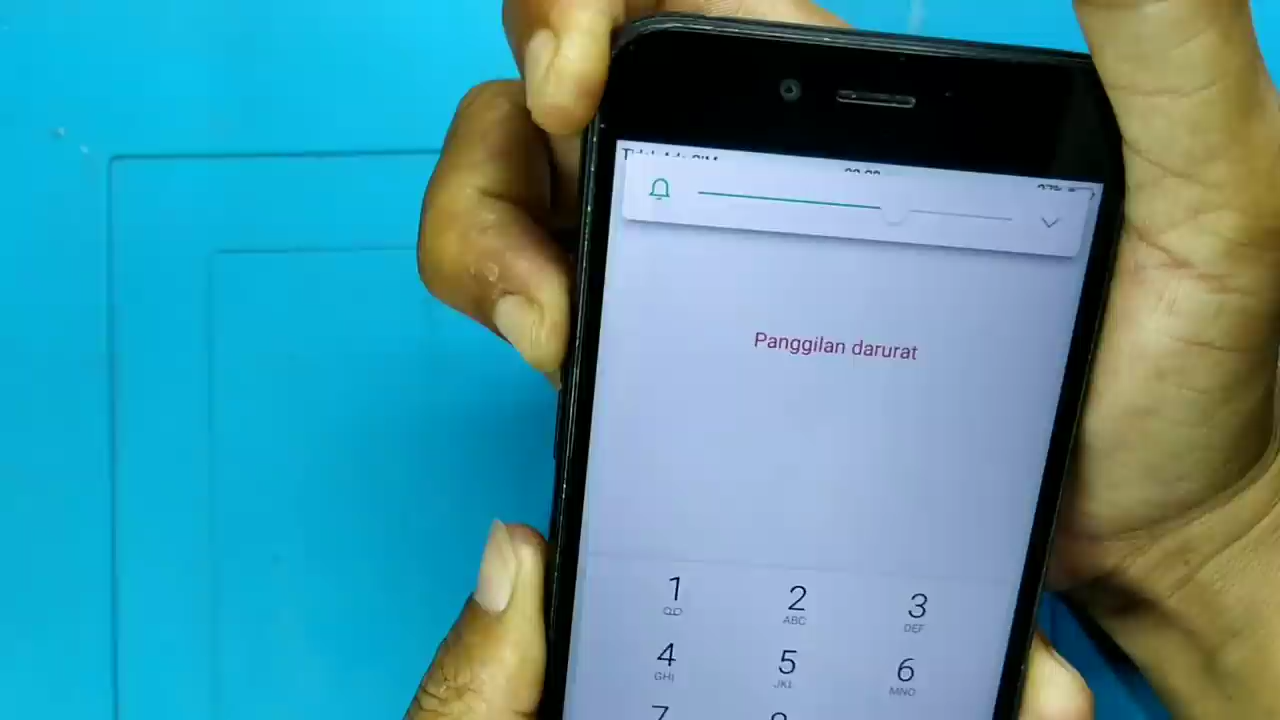 Panggilan darurat
1 2 3
ABC DEF
4 5 6
GHI JKL MNO